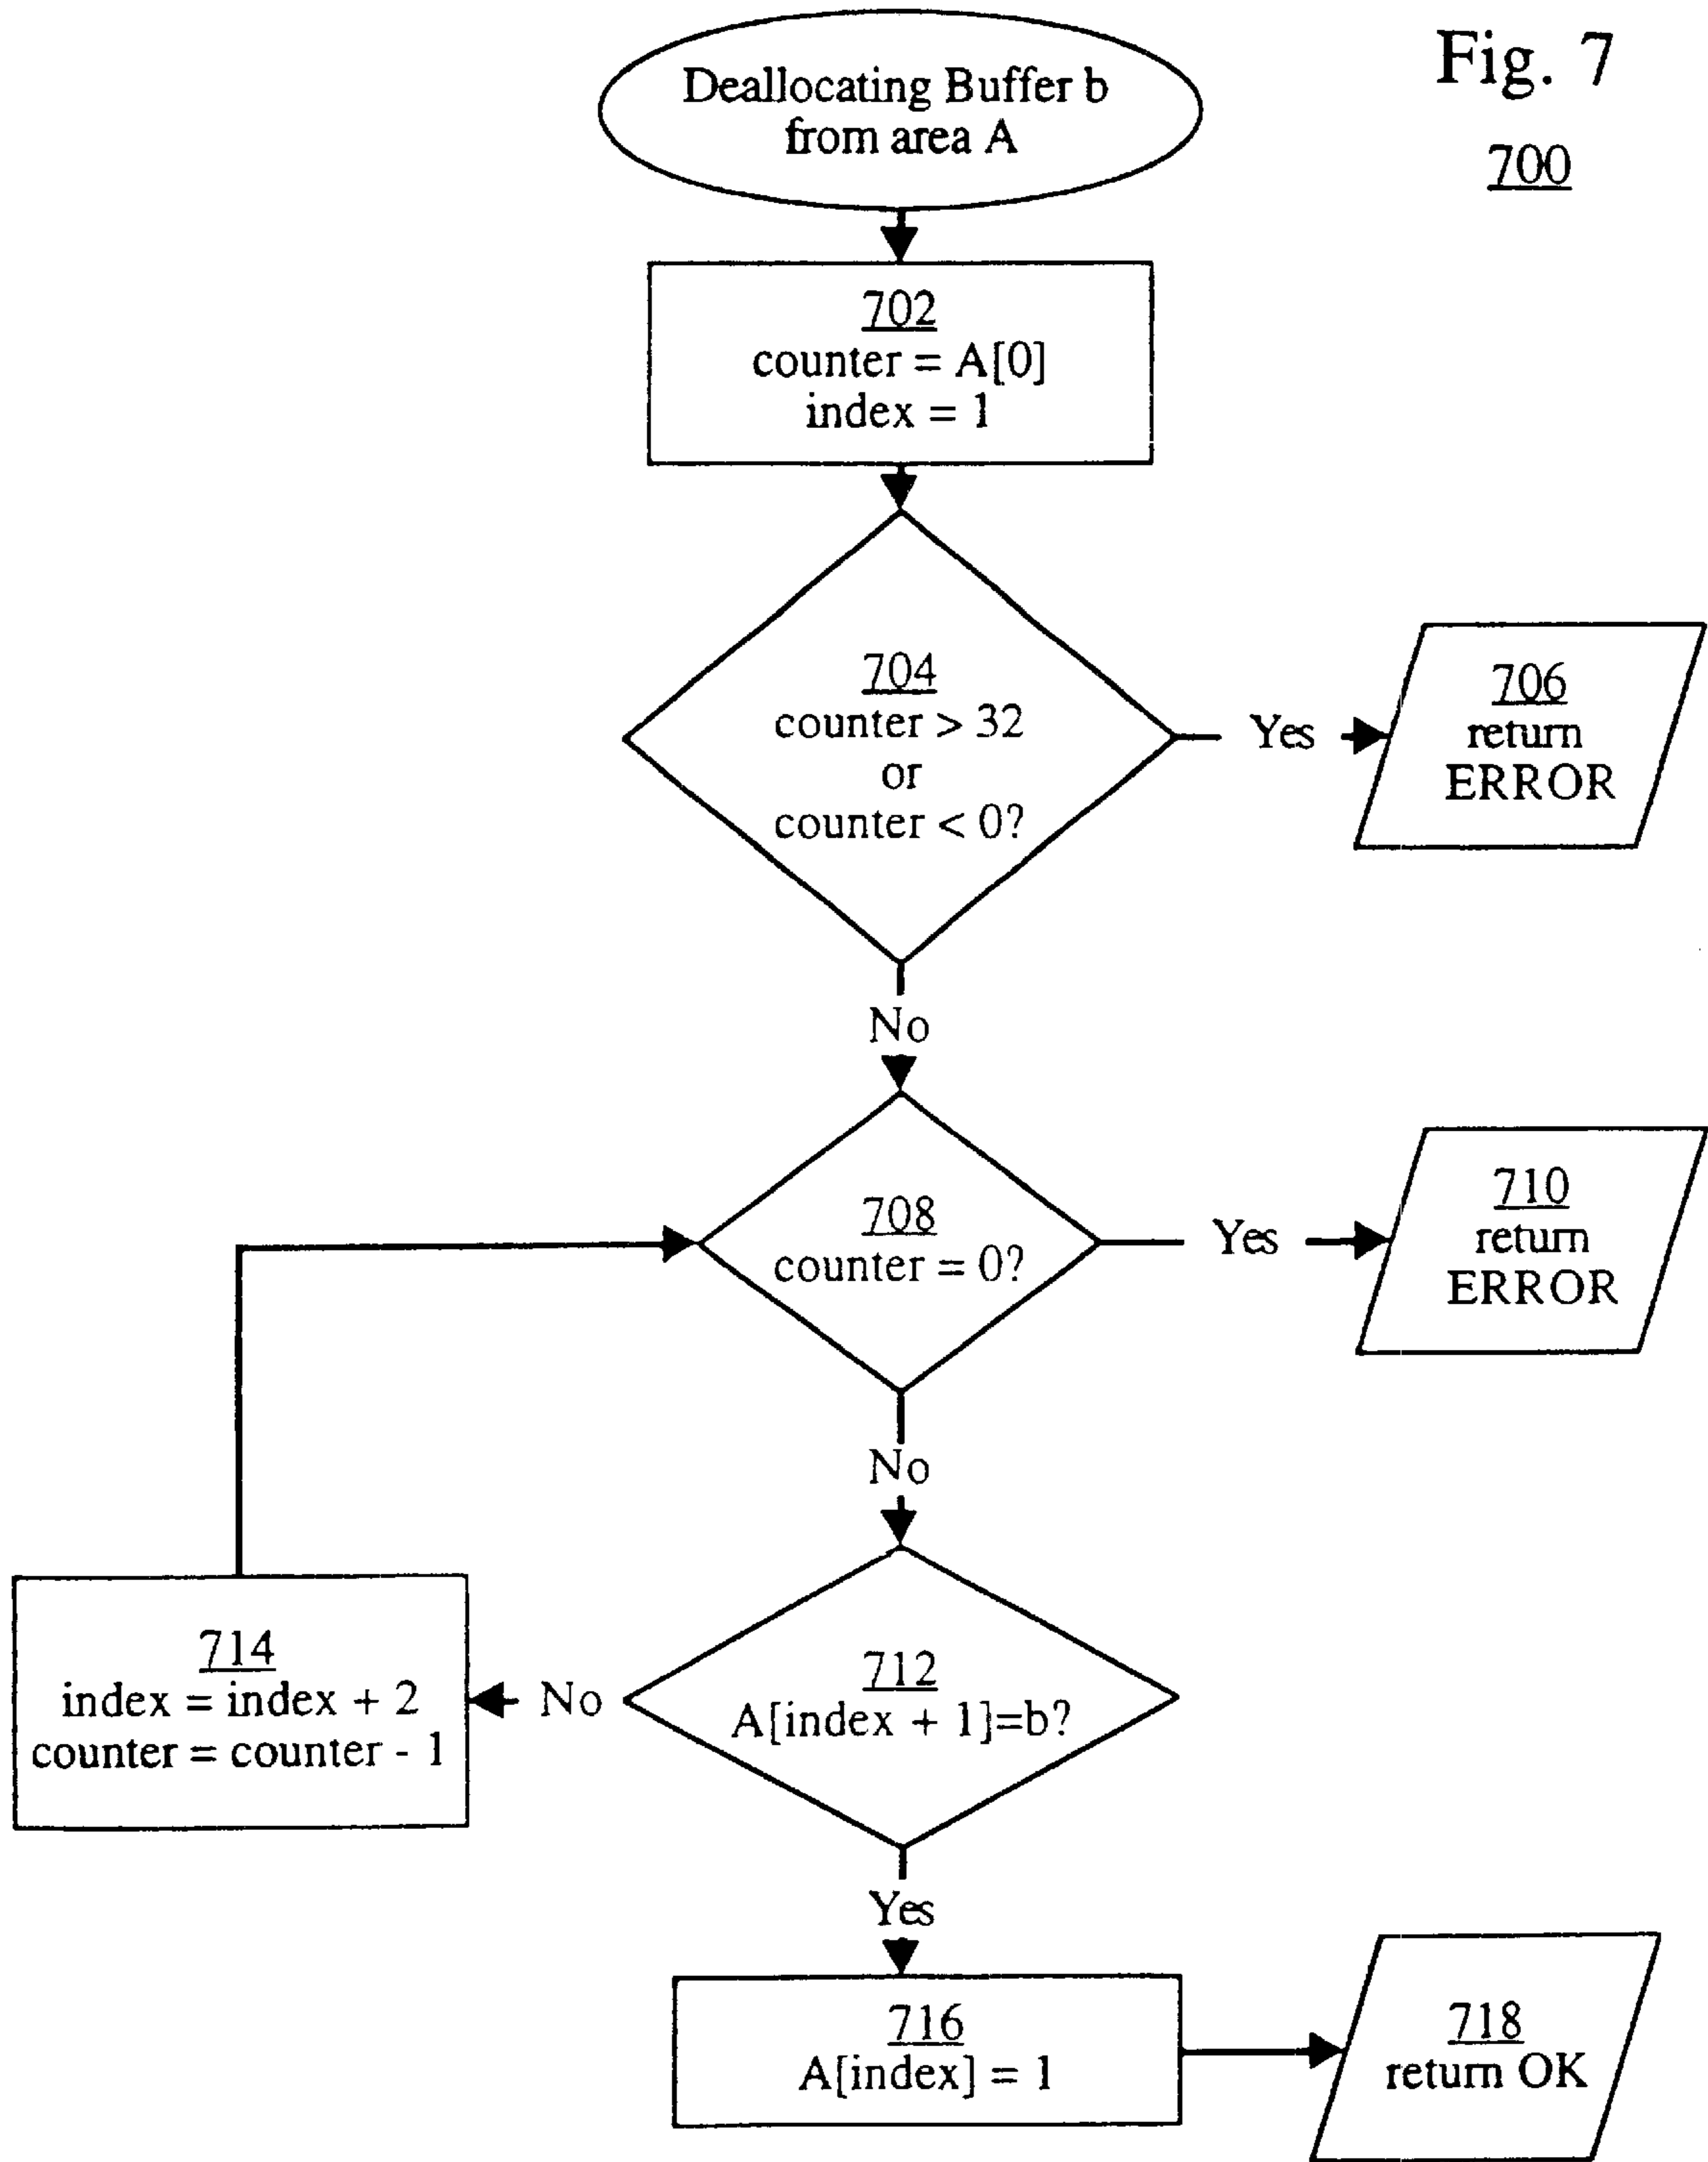 Fig. 7
700
Deallocating Buffer b
from area A
702
counter = A[0]
index = 1
704
counter > 32
or
counter < 0?
Yes
706
return
ERROR
No
708
counter = 0?
Yes
710
return
ERROR
No
712
A[index + 1]=b?
No
714
index = index + 2
counter = counter - 1
Yes
716
A[index] = 1
718
return OK